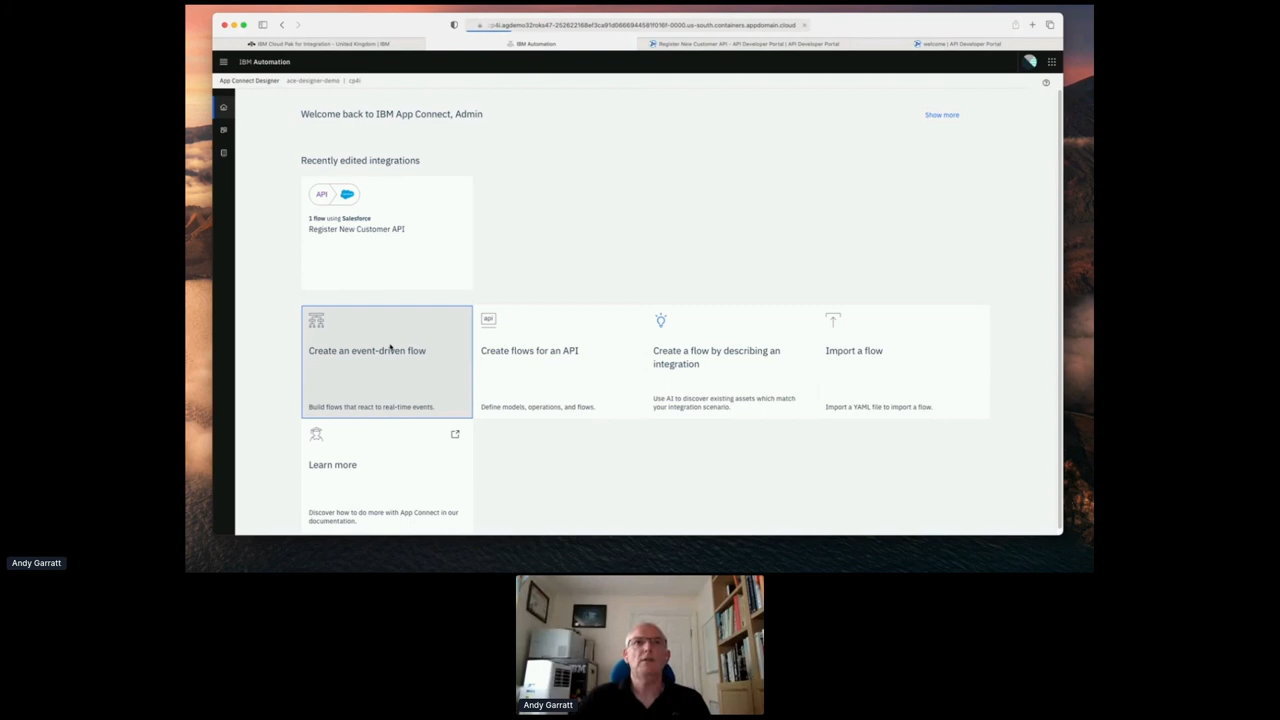 IBM Cloud Pak for Integration - United Kingdom | IBM
IBM Automation
Register New Customer API - API Developer Portal | API Developer Portal
welcome | API Developer Portal
IBM Automation
App Connect Designer ace-designer-demo | cp4i
Welcome back to IBM App Connect, Admin
Show more
Recently edited integrations
API
1 flow using Salesforce
Register New Customer API
Create an event-driven flow
Build flows that react to real-time events.
api
Create flows for an API
Define models, operations, and flows.
Create a flow by describing an
integration
Use AI to discover existing assets which match
your integration scenario.
Import a flow
Import a YAML file to import a flow.
Learn more
Discover how to do more with App Connect in our
documentation.
Andy Garratt
Andy Garratt